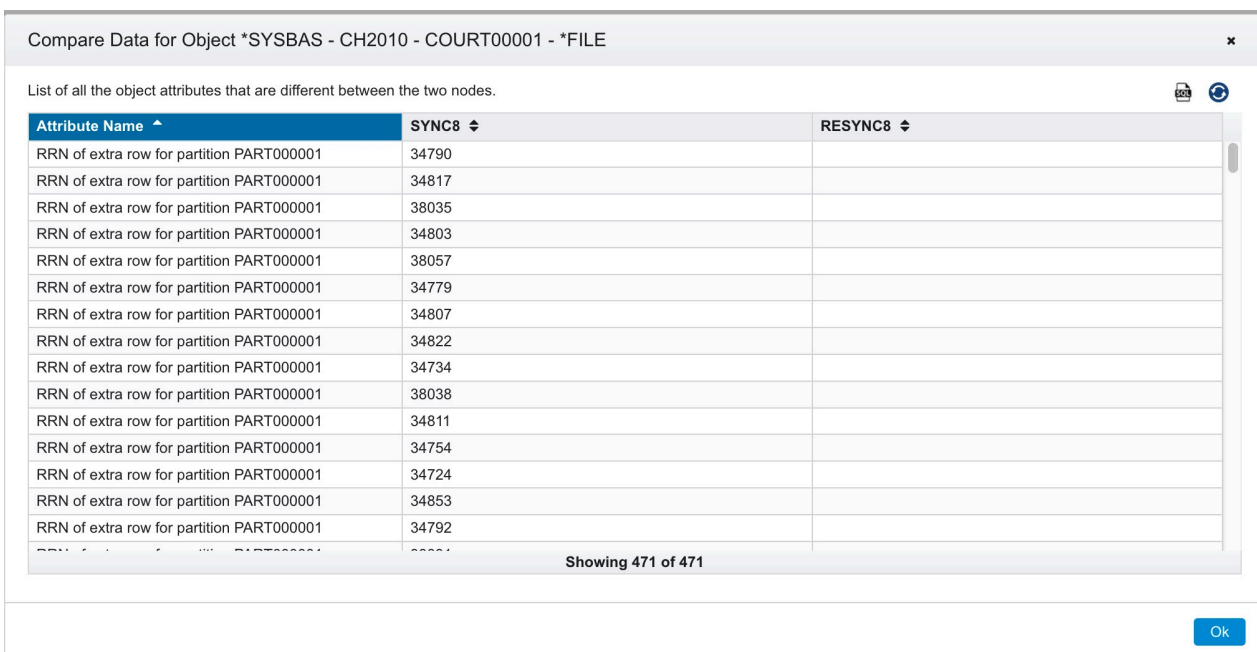 Compare Data for Object *SYSBAS - CH2010 - COURT00001 - *FILE
List of all the object attributes that are different between the two nodes.
SQL
Attribute Name SYNC8 RESYNC8
RRN of extra row for partition PART000001 34790
RRN of extra row for partition PART000001 34817
RRN of extra row for partition PART000001 38035
RRN of extra row for partition PART000001 34803
RRN of extra row for partition PART000001 38057
RRN of extra row for partition PART000001 34779
RRN of extra row for partition PART000001 34807
RRN of extra row for partition PART000001 34822
RRN of extra row for partition PART000001 34734
RRN of extra row for partition PART000001 38038
RRN of extra row for partition PART000001 34811
RRN of extra row for partition PART000001 34754
RRN of extra row for partition PART000001 34724
RRN of extra row for partition PART000001 34853
RRN of extra row for partition PART000001 34792
Showing 471 of 471
Ok